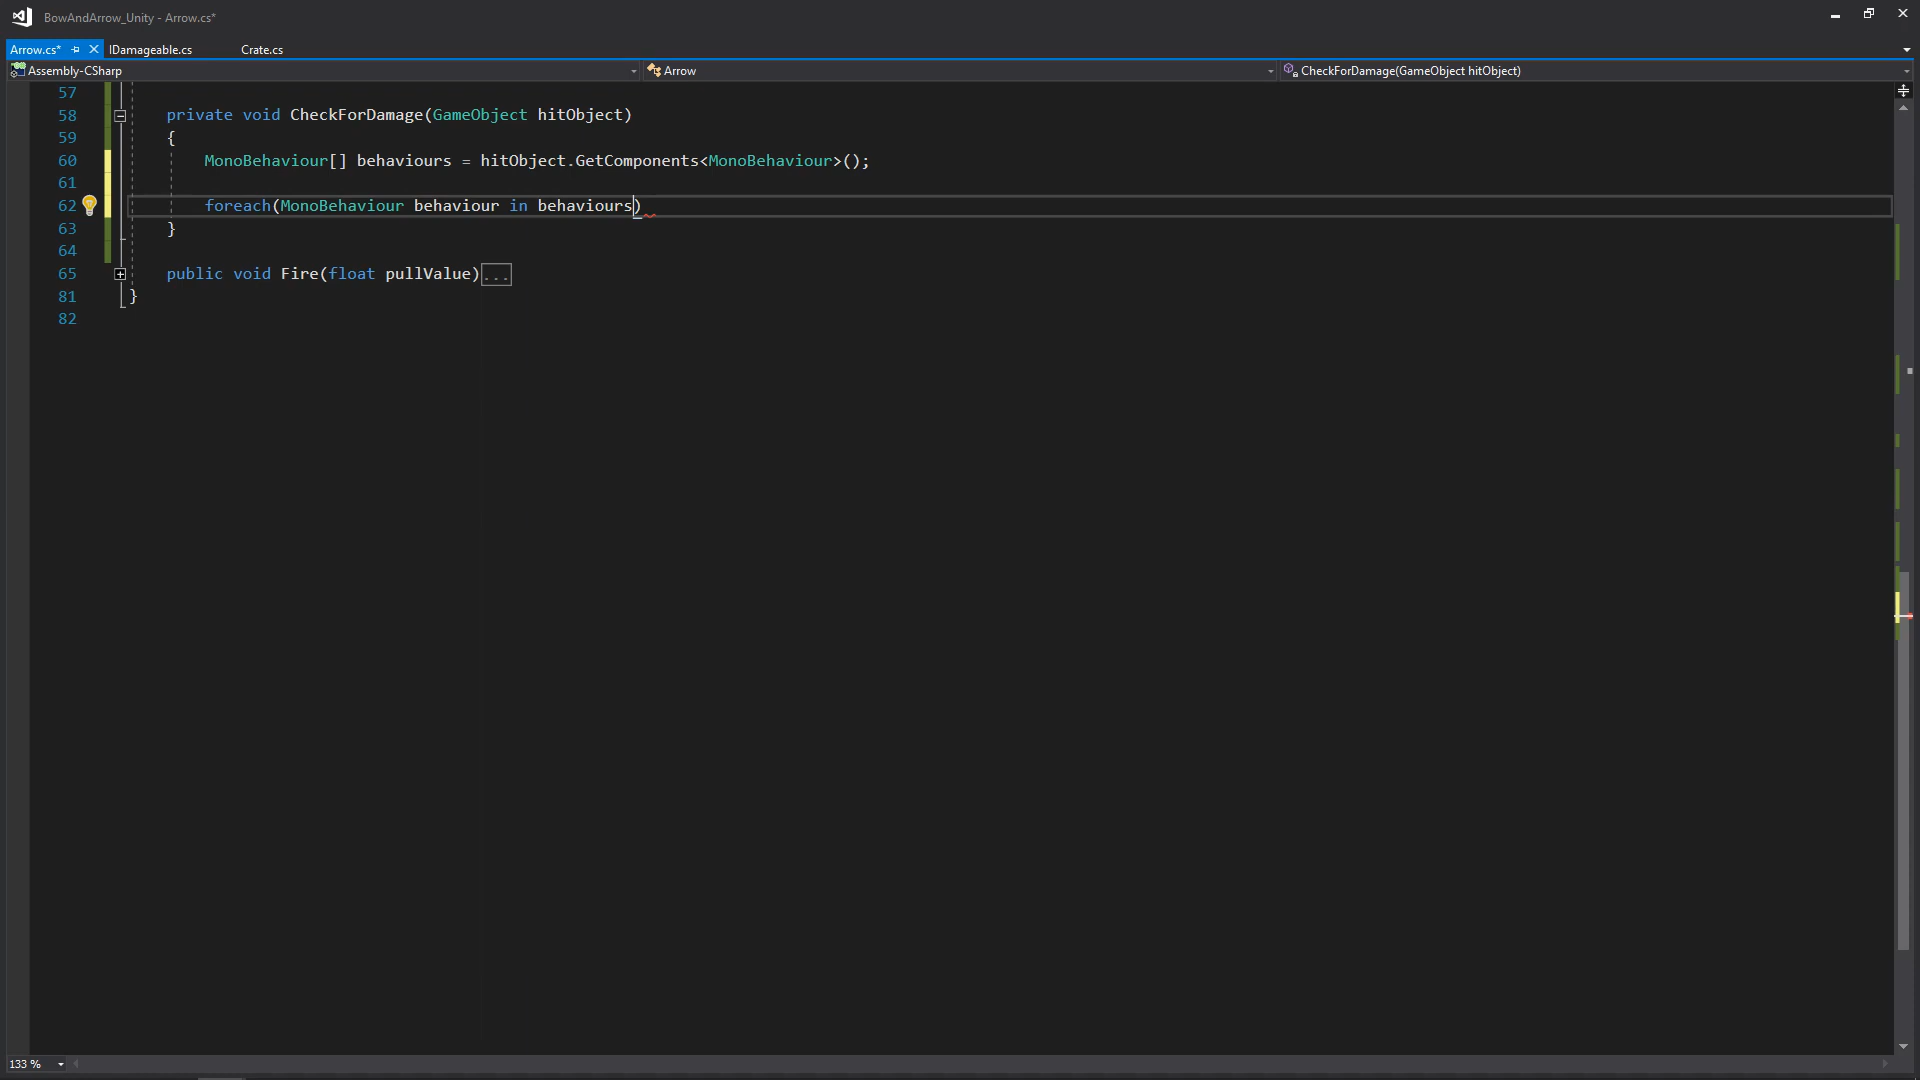 BowAndArrow_Unity - Arrow.cs*
Arrow.cs* IDamageable.cs Crate.cs
Assembly-CSharp Arrow CheckForDamage(GameObject hitObject)
57
58 private void CheckForDamage(GameObject hitObject)
59 {
60 MonoBehaviour[] behaviours = hitObject.GetComponents<MonoBehaviour>();
61
62 foreach(MonoBehaviour behaviour in behaviours)
63 }
64
65 public void Fire(float pullValue)...
81 }
82
133 %